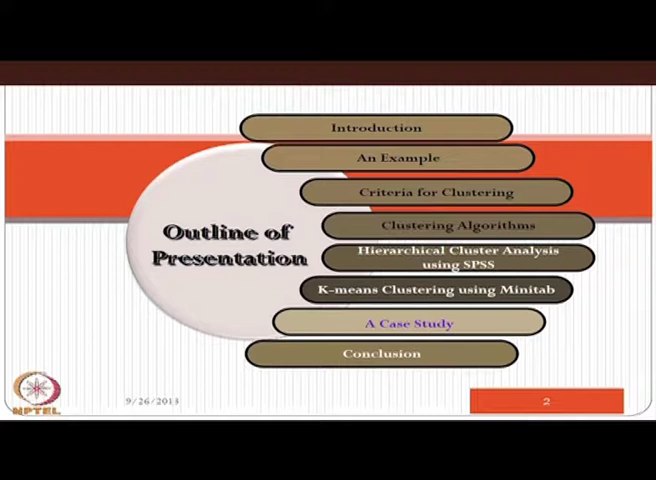 Introduction
An Example
Criteria for Clustering
Clustering Algorithms
Outline of
Presentation
Hierarchical Cluster Analysis
using SPSS
K-means Clustering using Minitab
A Case Study
Conclusion
NPTEL
9/26/2013
2